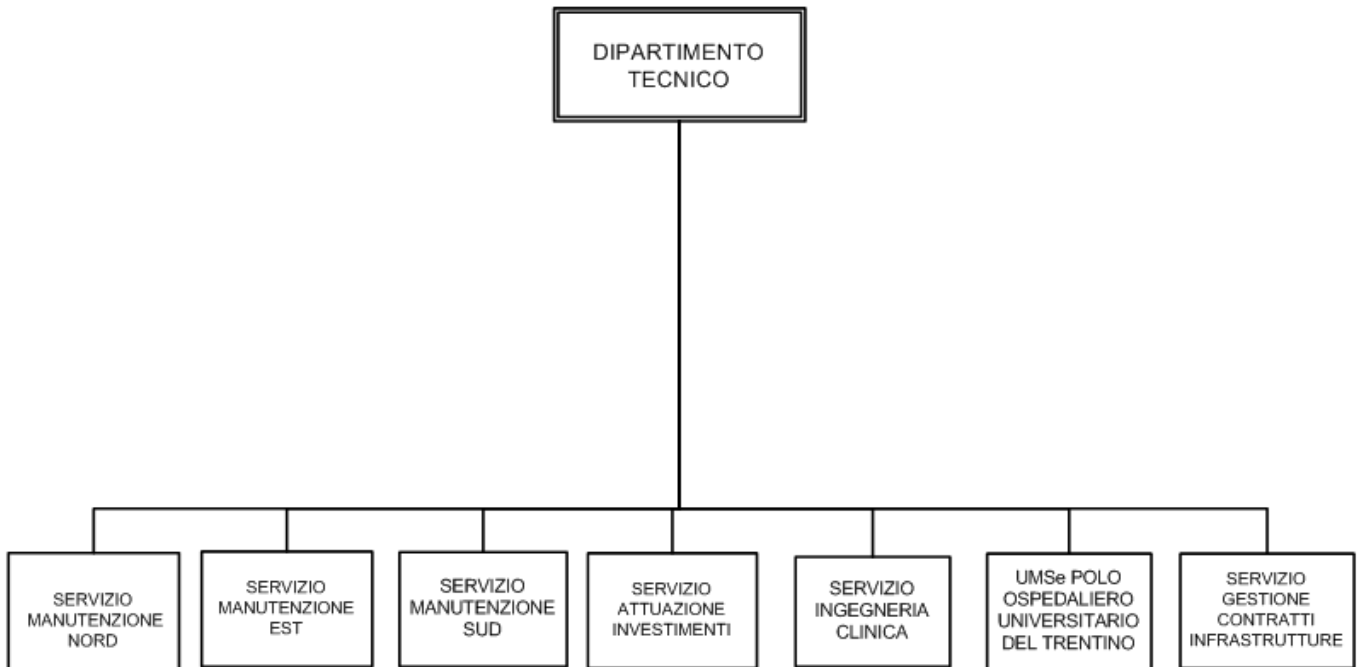 DIPARTIMENTO
TECNICO
SERVIZIO
MANUTENZIONE
NORD
SERVIZIO
MANUTENZIONE
EST
SERVIZIO
MANUTENZIONE
SUD
SERVIZIO
ATTUAZIONE
INVESTIMENTI
SERVIZIO
INGEGNERIA
CLINICA
UMSe POLO
OSPEDALIERO
UNIVERSITARIO
DEL TRENTINO
SERVIZIO
GESTIONE
CONTRATTI
INFRASTRUTTURE